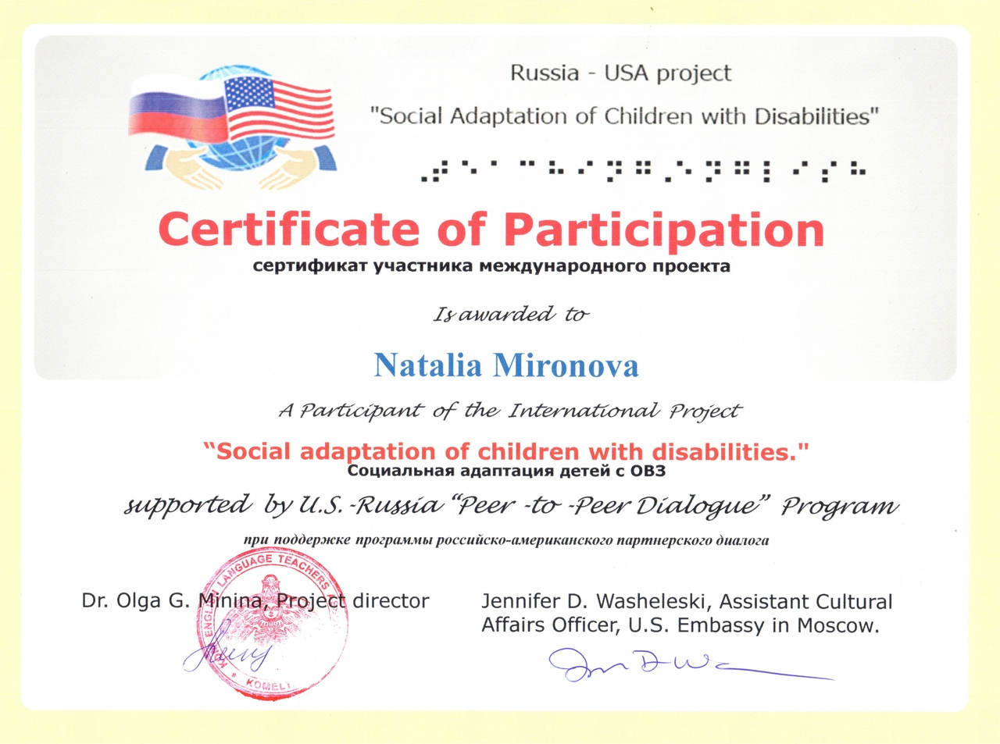 Russia - USA project
"Social Adaptation of Children with Disabilities"
Certificate of Participation
сертификат участника международного проекта
Is awarded to
Natalia Mironova
A Participant of the International Project
“Social adaptation of children with disabilities."
Социальная адаптация детей с ОВЗ
supported by U.S.-Russia “Peer -to -Peer Dialogue” Program
при поддержке программы российско-американского партнерского диалога
ENGLISH LANGUAGE TEACHERS
KOMELTA
Dr. Olga G. Minina, Project director
Jennifer D. Washeleski, Assistant Cultural
Affairs Officer, U.S. Embassy in Moscow.